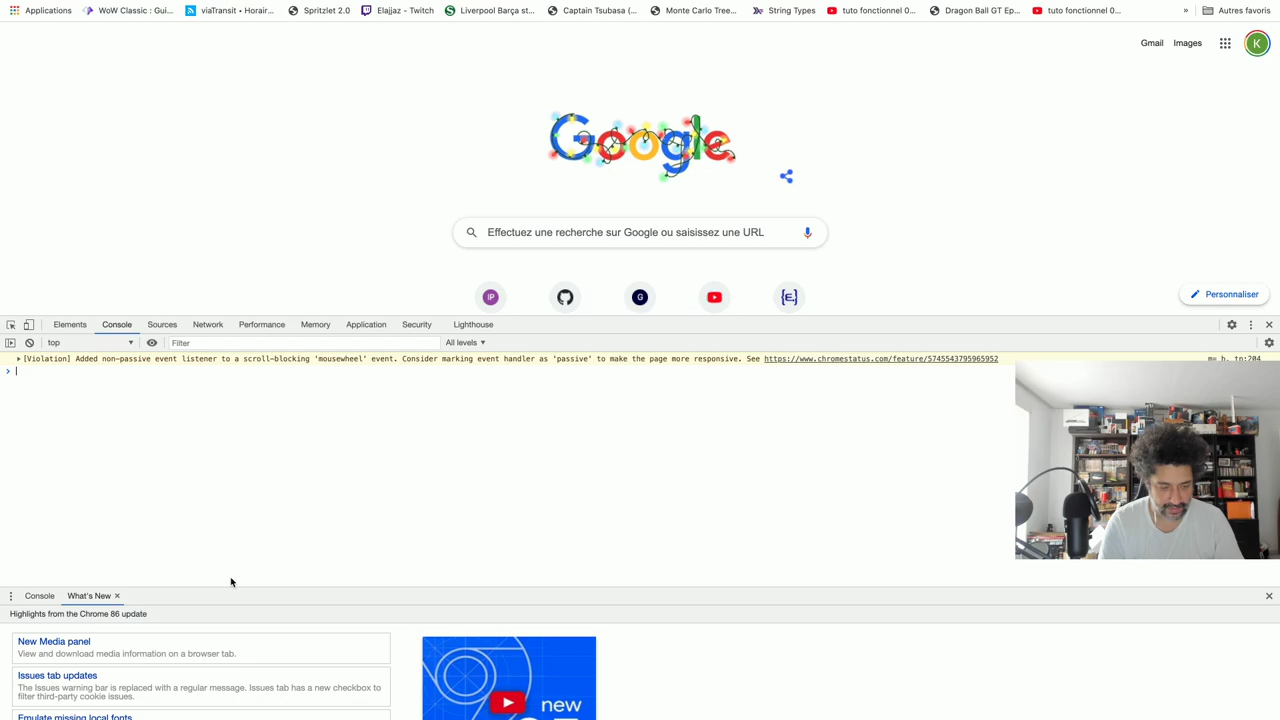 Applications WoW Classic : Gui... viaTransit • Horair... Spritzlet 2.0 Elajjaz - Twitch Liverpool Barça st... Captain Tsubasa (... Monte Carlo Tree... String Types tuto fonctionnel 0... Dragon Ball GT Ep... tuto fonctionnel 0... » Autres favoris
Gmail Images K
Google
Effectuez une recherche sur Google ou saisissez une URL
IP G {E.}
Personnaliser
Elements Console Sources Network Performance Memory Application Security Lighthouse
top Filter All levels
[Violation] Added non-passive event listener to a scroll-blocking 'mousewheel' event. Consider marking event handler as 'passive' to make the page more responsive. See https://www.chromestatus.com/feature/5745543795965952 m=_b,_tp:204
Console What's New
Highlights from the Chrome 86 update
New Media panel
View and download media information on a browser tab.
Issues tab updates
The Issues warning bar is replaced with a regular message. Issues tab has a new checkbox to
filter third-party cookie issues.
Emulate missing local fonts
new